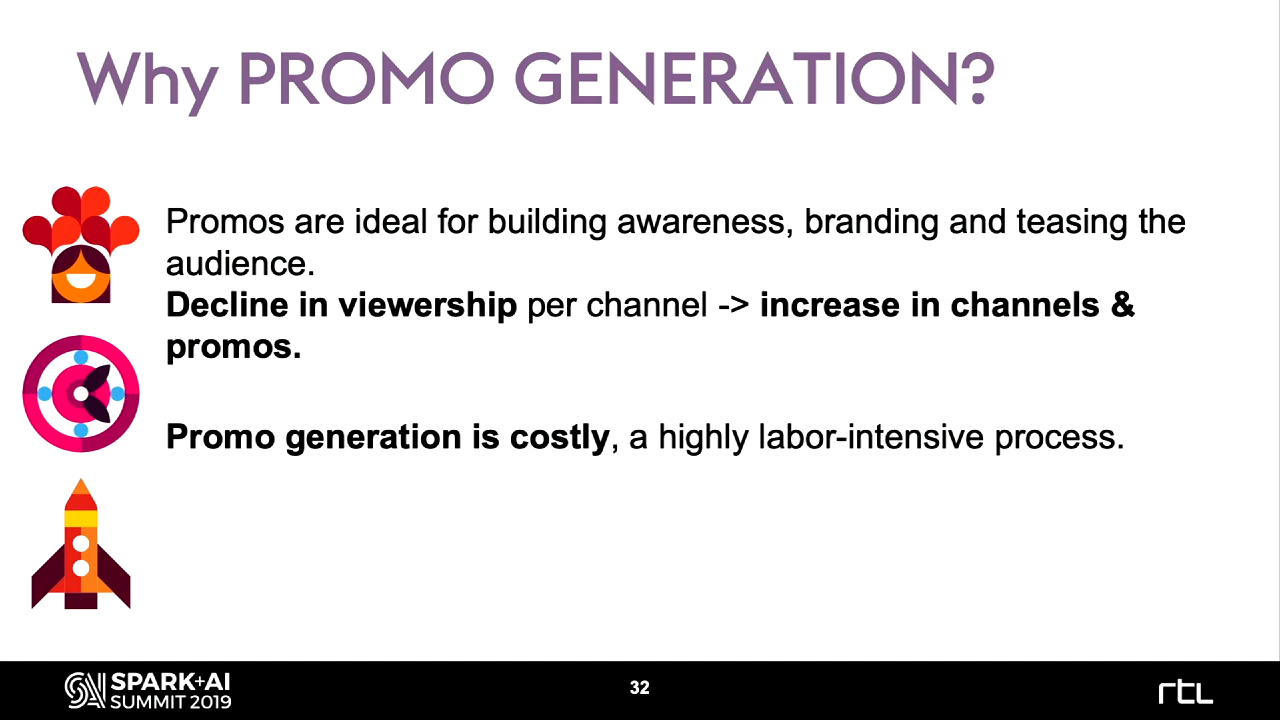 Why PROMO GENERATION?
Promos are ideal for building awareness, branding and teasing the
audience.
Decline in viewership per channel -> increase in channels &
promos.
Promo generation is costly, a highly labor-intensive process.
SPARK+AI
SUMMIT 2019
32
rtl